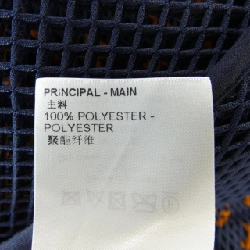 PRINCIPAL - MAIN
主料
100% POLYESTER -
POLYESTER
聚酯纤维